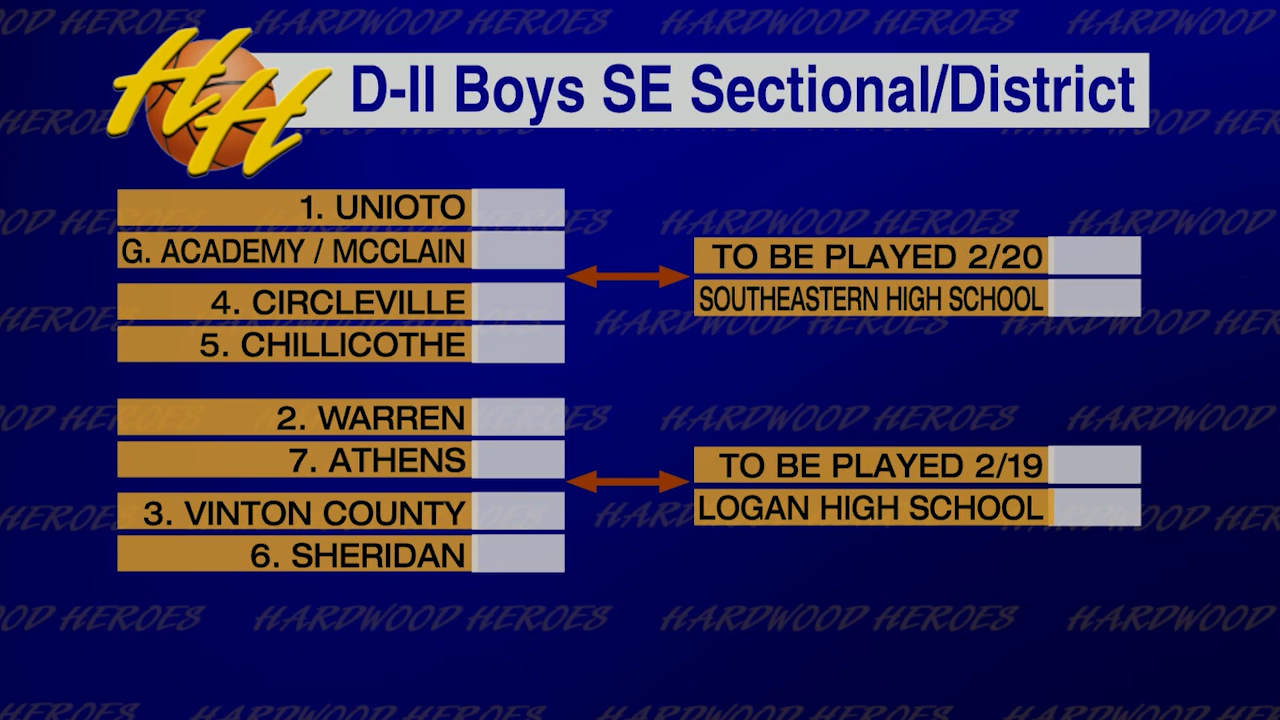 HH
D-II Boys SE Sectional/District
1. UNIOTO
G. ACADEMY / MCCLAIN
4. CIRCLEVILLE
5. CHILLICOTHE
TO BE PLAYED 2/20
SOUTHEASTERN HIGH SCHOOL
2. WARREN
7. ATHENS
3. VINTON COUNTY
6. SHERIDAN
TO BE PLAYED 2/19
LOGAN HIGH SCHOOL
HARDWOOD HEROES